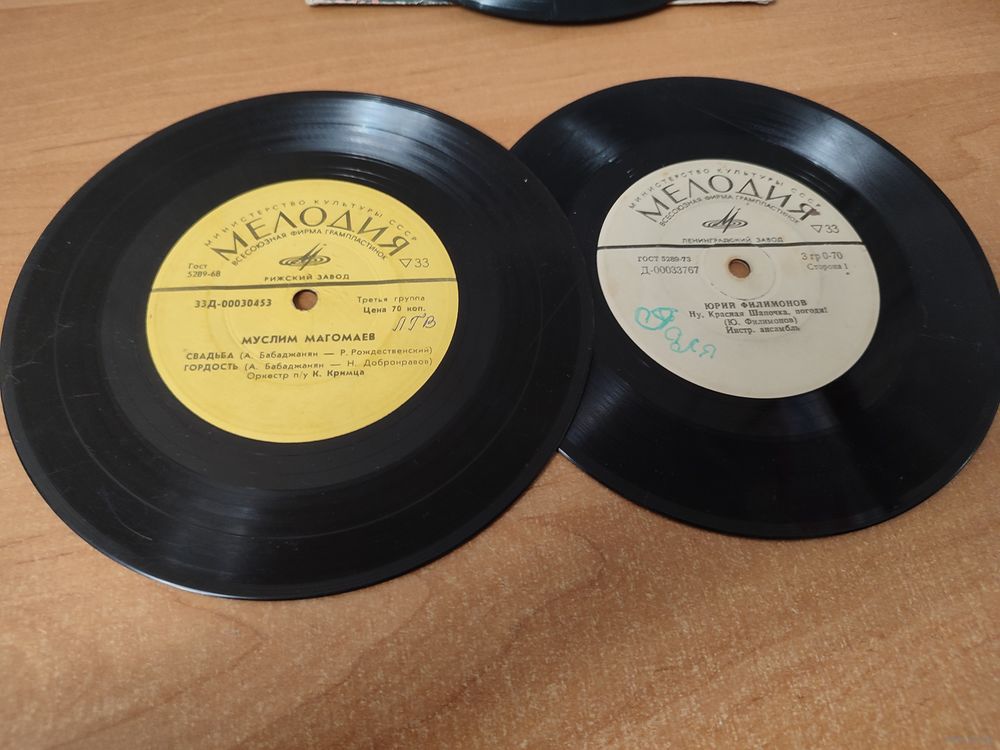 МИНИСТЕРСТВО КУЛЬТУРЫ СССР
МЕЛОДИЯ
ВСЕСОЮЗНАЯ ФИРМА ГРАМПЛАСТИНОК
Гост
5289-68
▽33
РИЖСКИЙ ЗАВОД
33Д-00030453
Третья группа
Цена 70 коп.
ЛГВ
МУСЛИМ МАГОМАЕВ
СВАДЬБА (А. Бабаджанян — Р. Рождественский)
ГОРДОСТЬ (А. Бабаджанян — Н. Добронравов)
Оркестр п/у К. Кримца
МИНИСТЕРСТВО КУЛЬТУРЫ СССР
МЕЛОДИЯ
ВСЕСОЮЗНАЯ ФИРМА ГРАМПЛАСТИНОК
▽33
ЛЕНИНГРАДСКИЙ ЗАВОД
ГОСТ 5289-73
Д-00033767
3 гр 0-70
Сторона 1
ЮРИЙ ФИЛИМОНОВ
Ну, Красная Шапочка, погоди!
(Ю. Филимонов)
Инстр. ансамбль